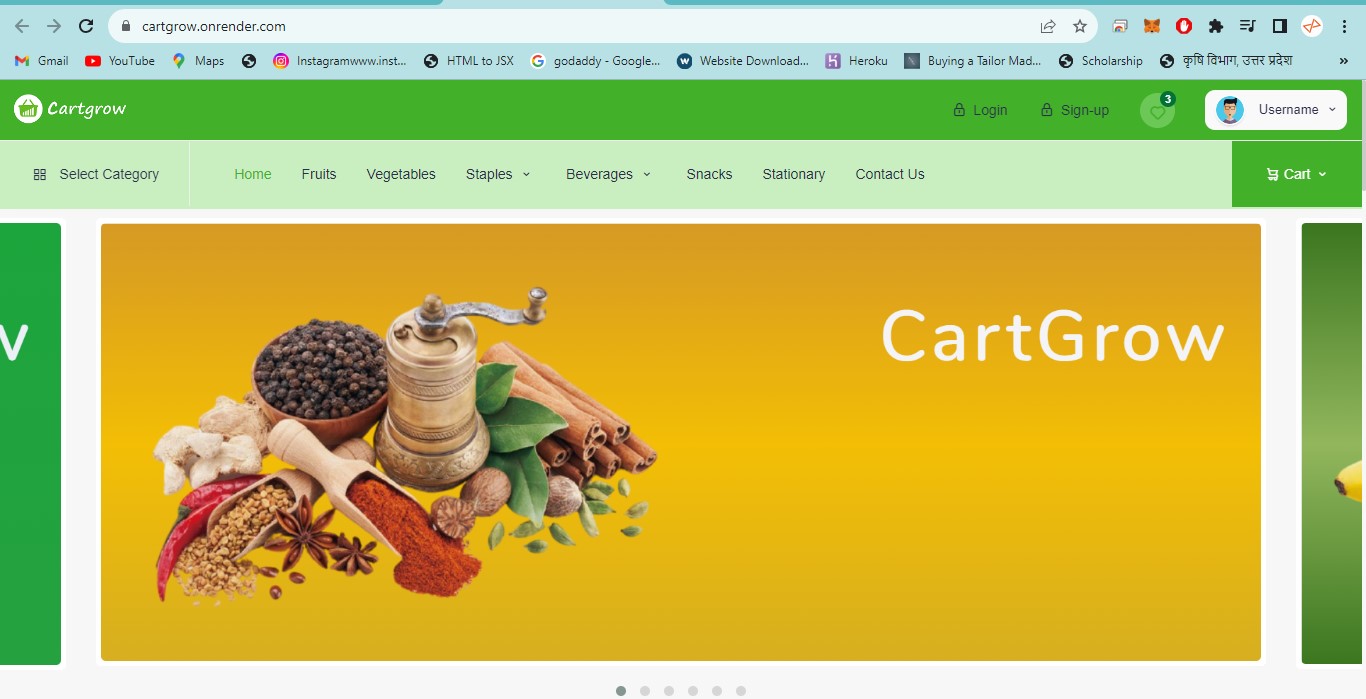 cartgrow.onrender.com
Gmail YouTube Maps Instagramwww.inst... HTML to JSX godaddy - Google... Website Download... Heroku Buying a Tailor Mad... Scholarship कृषि विभाग, उत्तर प्रदेश »
Cartgrow Login Sign-up 3 Username
Select Category Home Fruits Vegetables Staples Beverages Snacks Stationary Contact Us Cart
CartGrow